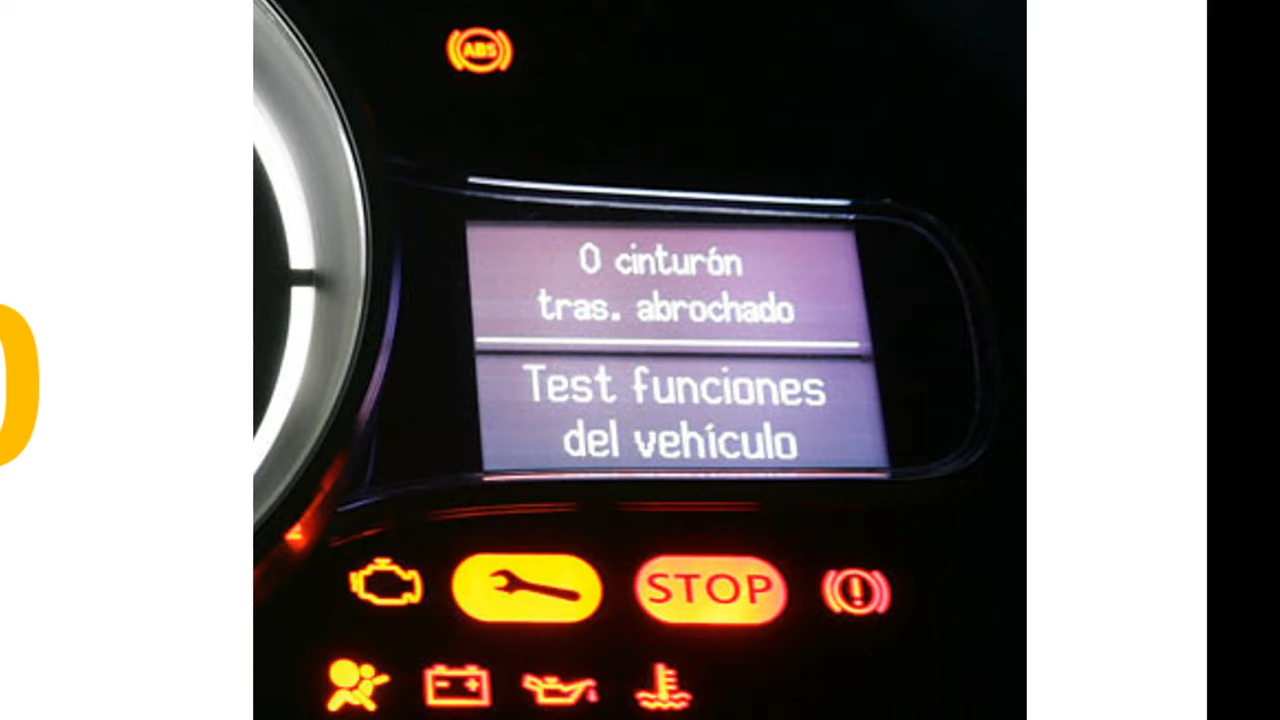 ABS
0 cinturón
tras. abrochado
Test funciones
del vehículo
STOP